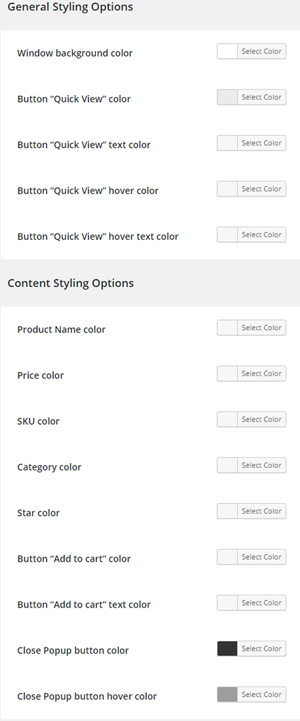 General Styling Options
Window background color Select Color
Button “Quick View” color Select Color
Button “Quick View” text color Select Color
Button “Quick View” hover color Select Color
Button “Quick View” hover text color Select Color
Content Styling Options
Product Name color Select Color
Price color Select Color
SKU color Select Color
Category color Select Color
Star color Select Color
Button “Add to cart” color Select Color
Button “Add to cart” text color Select Color
Close Popup button color Select Color
Close Popup button hover color Select Color